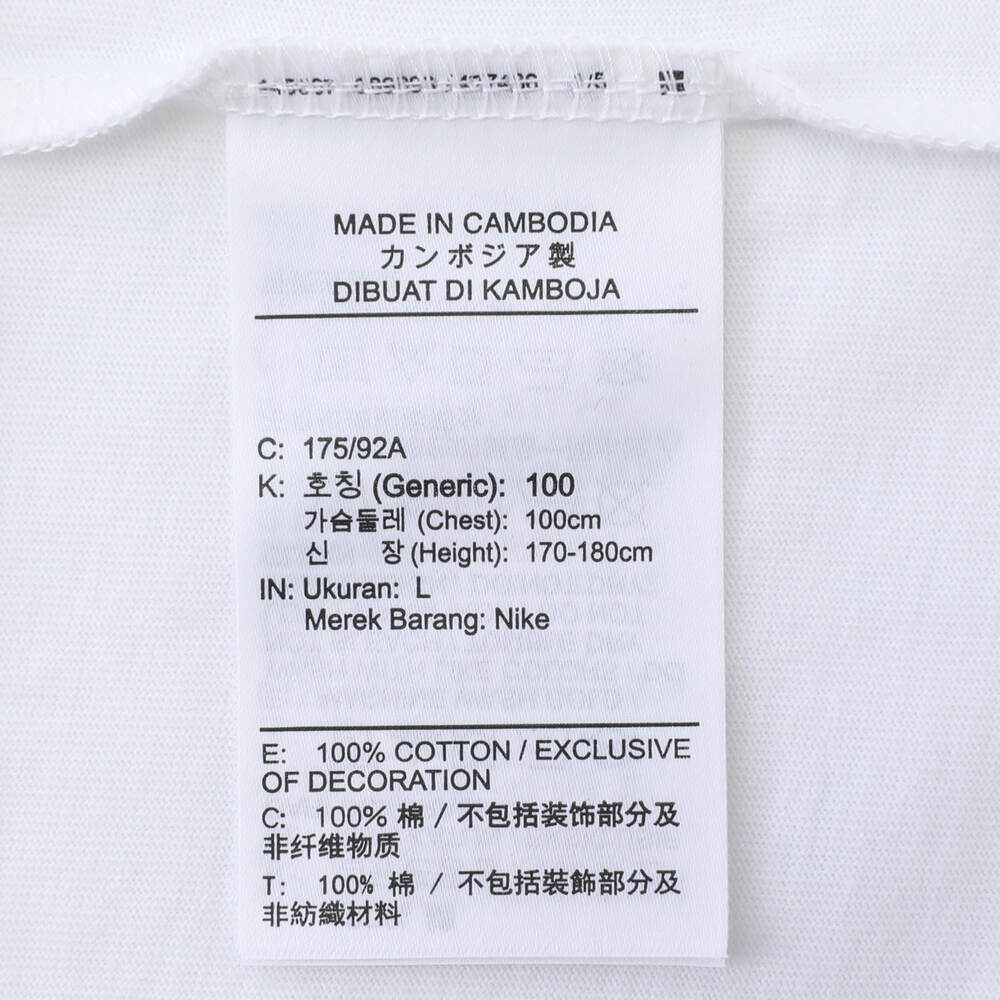 MADE IN CAMBODIA
カンボジア製
DIBUAT DI KAMBOJA
C: 175/92A
K: 호칭 (Generic): 100
가슴둘레 (Chest): 100cm
신 장 (Height): 170-180cm
IN: Ukuran: L
Merek Barang: Nike
E: 100% COTTON / EXCLUSIVE
OF DECORATION
C: 100% 棉 / 不包括装饰部分及
非纤维物质
T: 100% 棉 / 不包括裝飾部分及
非紡織材料